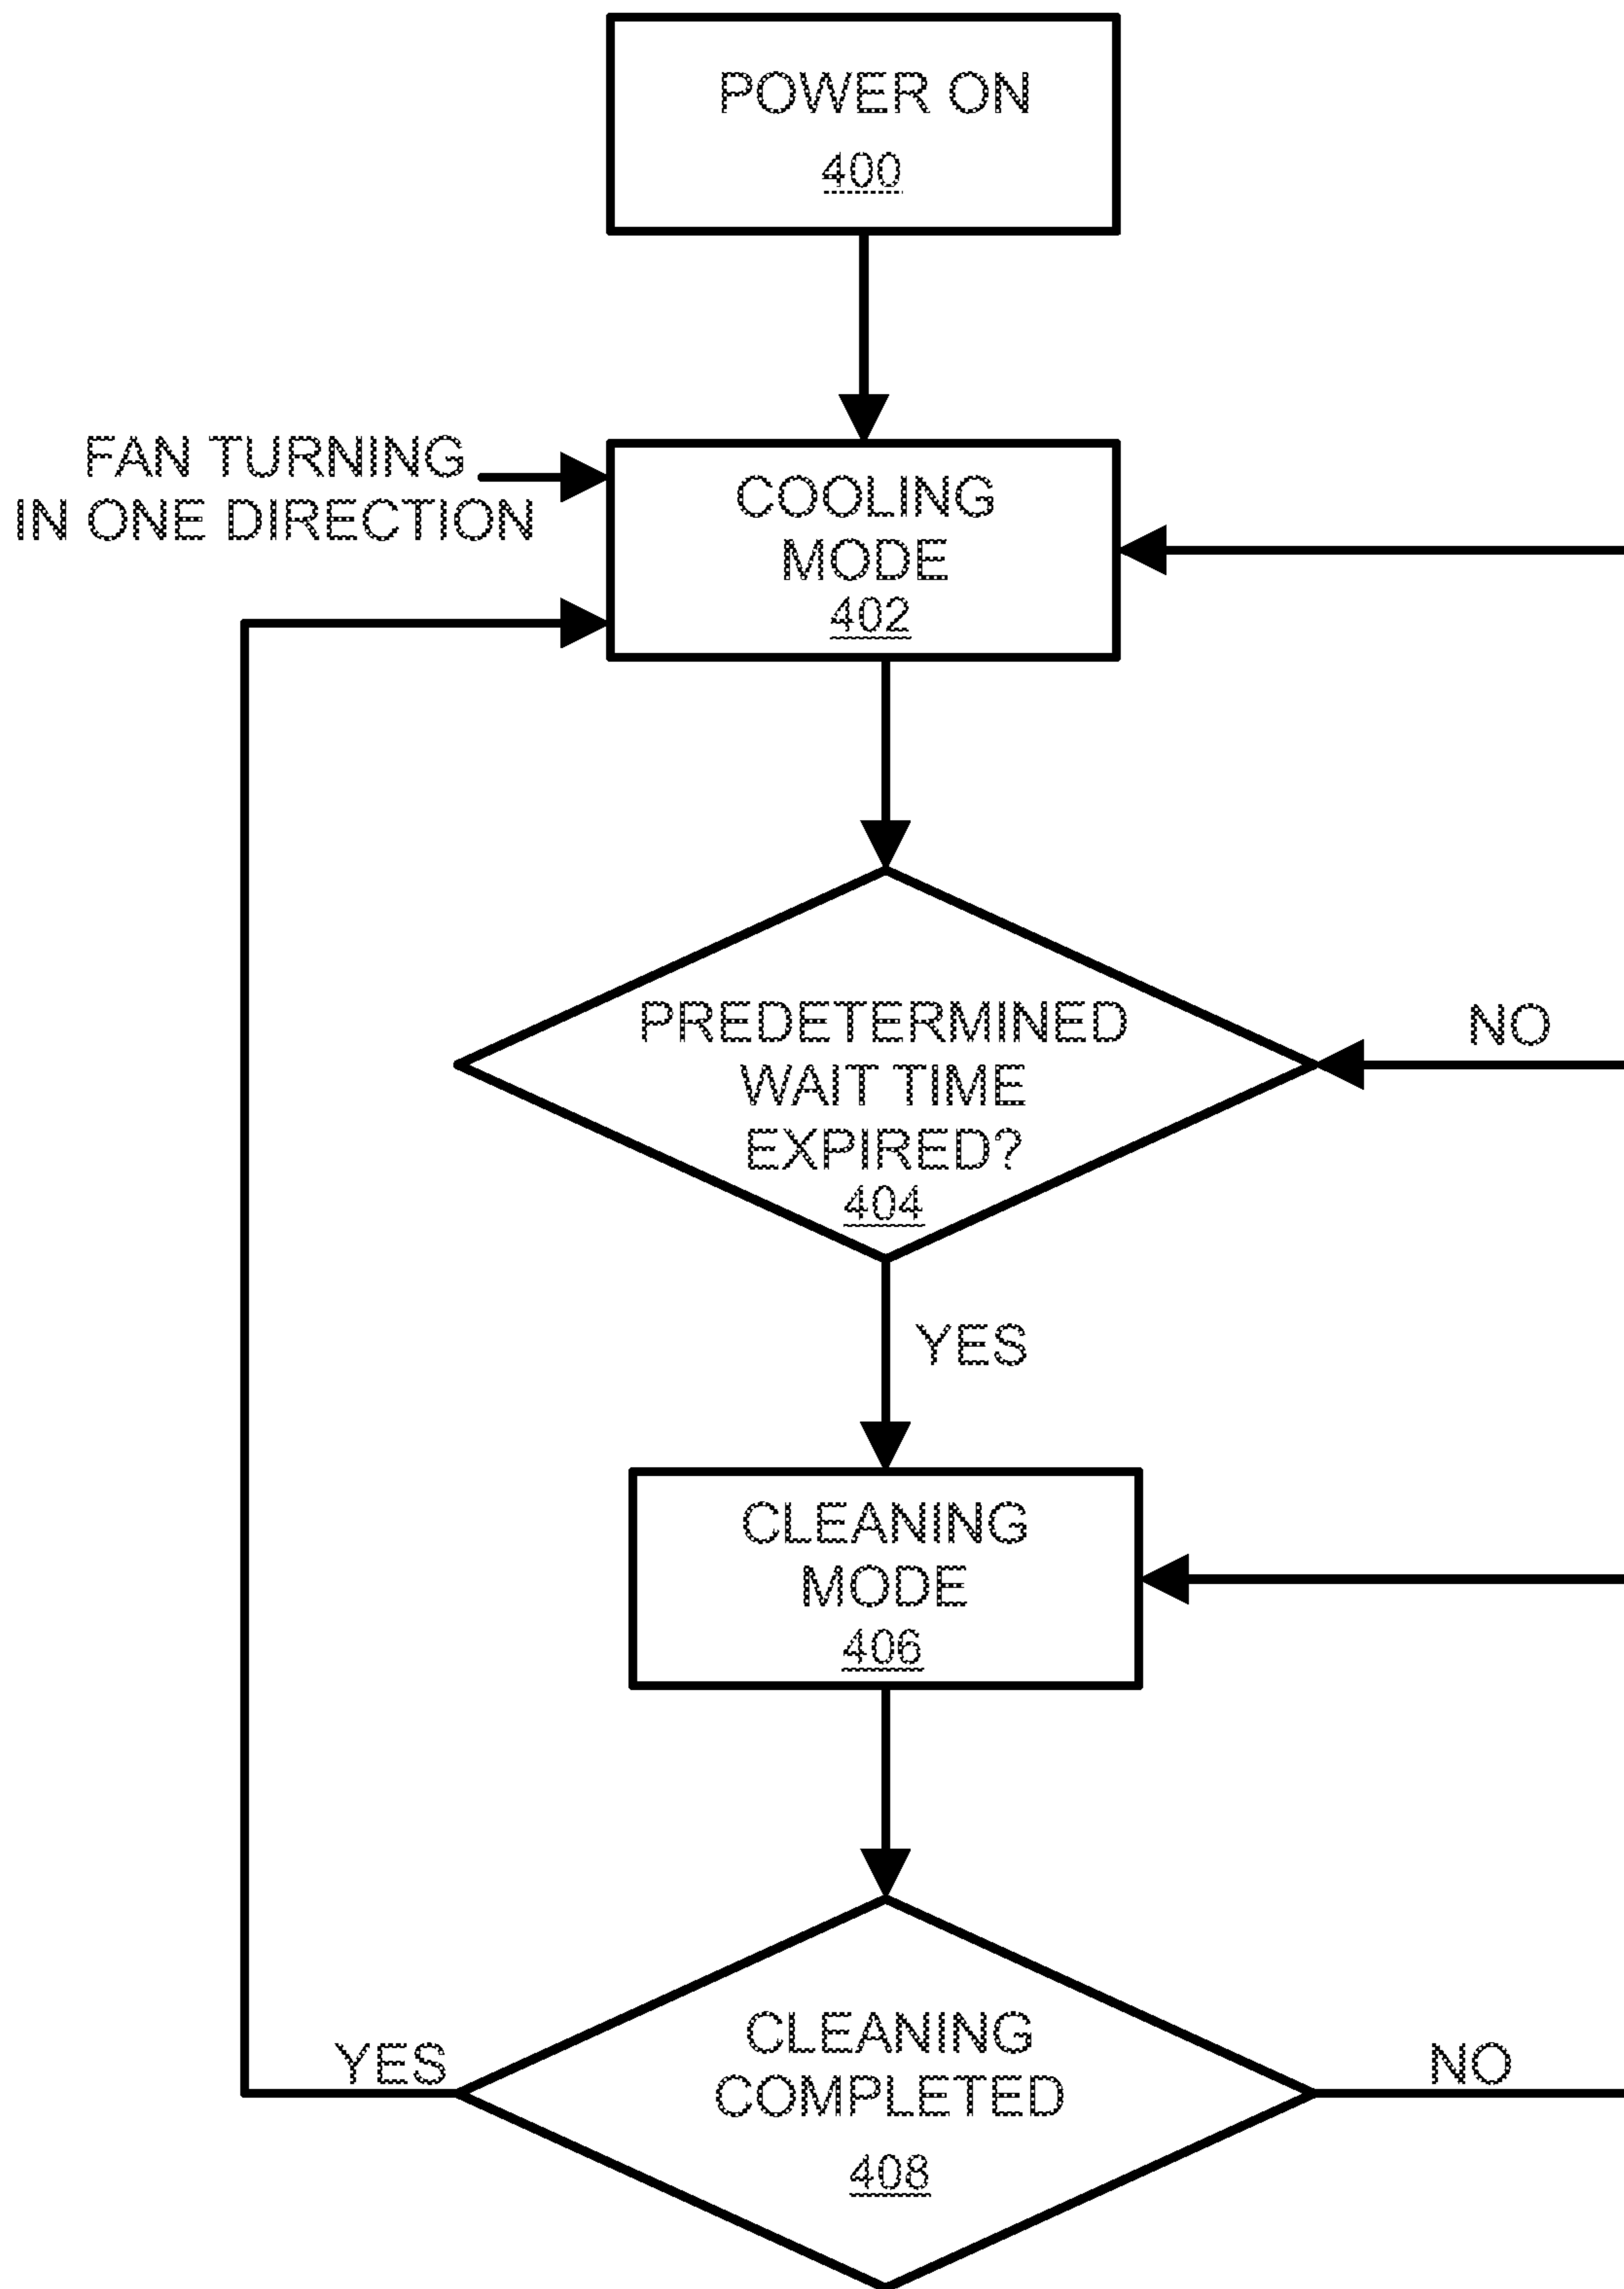 POWER ON
400
FAN TURNING
IN ONE DIRECTION
COOLING
MODE
402
PREDETERMINED
WAIT TIME
EXPIRED?
404
NO
YES
CLEANING
MODE
406
CLEANING
COMPLETED
408
YES
NO